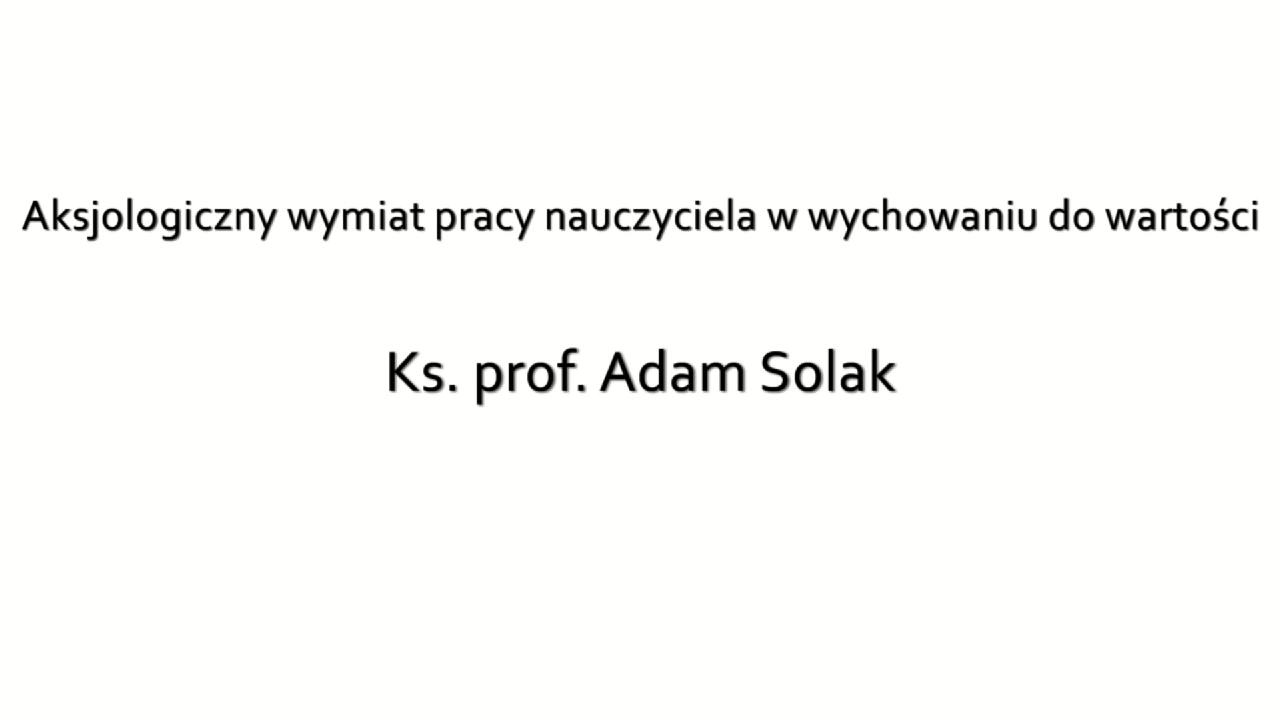 Aksjologiczny wymiat pracy nauczyciela w wychowaniu do wartości
Ks. prof. Adam Solak